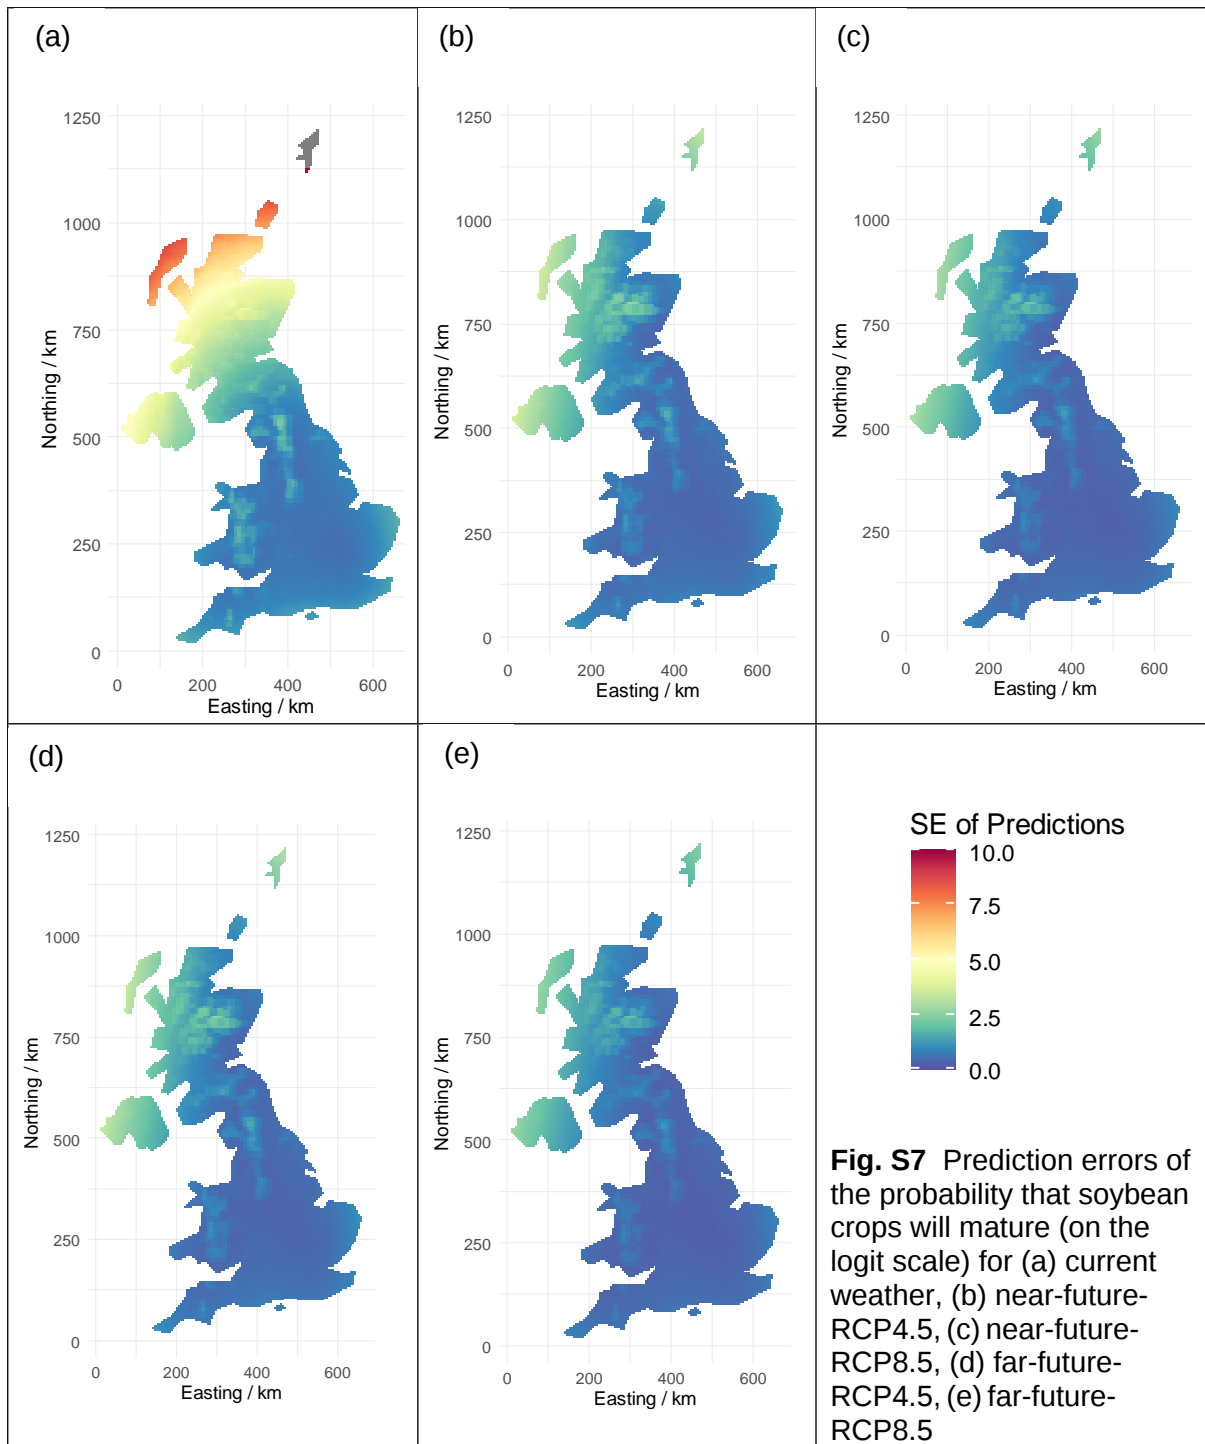 (a)
1250
1000
750
500
250
0
Northing / km
0 200 400 600
Easting / km
(b)
1250
1000
750
500
250
0
Northing / km
0 200 400 600
Easting / km
(c)
1250
1000
750
500
250
0
Northing / km
0 200 400 600
Easting / km
(d)
1250
1000
750
500
250
0
Northing / km
0 200 400 600
Easting / km
(e)
1250
1000
750
500
250
0
Northing / km
0 200 400 600
Easting / km
SE of Predictions
10.0
7.5
5.0
2.5
0.0
Fig. S7 Prediction errors of
the probability that soybean
crops will mature (on the
logit scale) for (a) current
weather, (b) near-future-
RCP4.5, (c) near-future-
RCP8.5, (d) far-future-
RCP4.5, (e) far-future-
RCP8.5